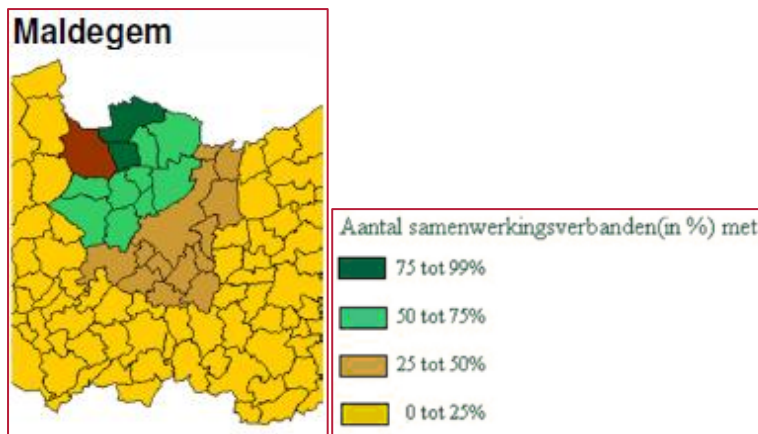 Maldegem
Aantal samenwerkingsverbanden(in %) met
75 tot 99%
50 tot 75%
25 tot 50%
0 tot 25%